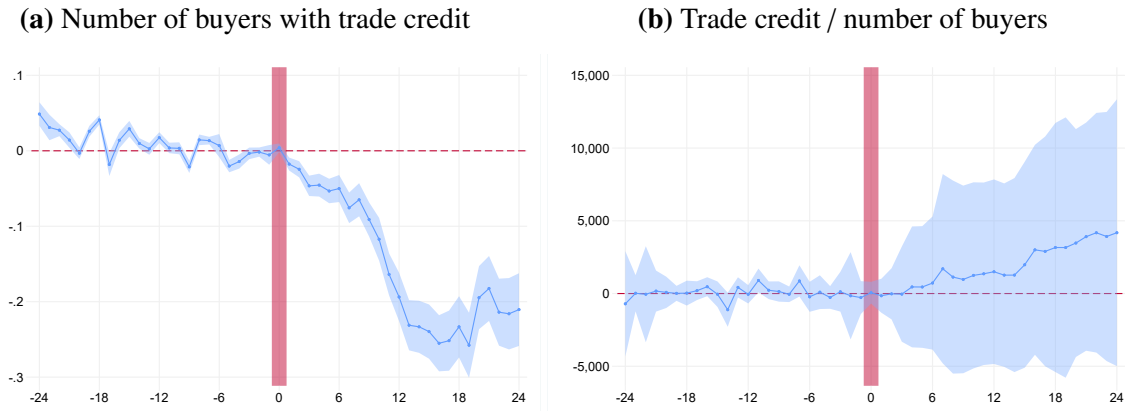 (a) Number of buyers with trade credit
.1
0
-.1
-.2
-.3
-24 -18 -12 -6 0 6 12 18 24
(b) Trade credit / number of buyers
15,000
10,000
5,000
0
-5,000
-24 -18 -12 -6 0 6 12 18 24